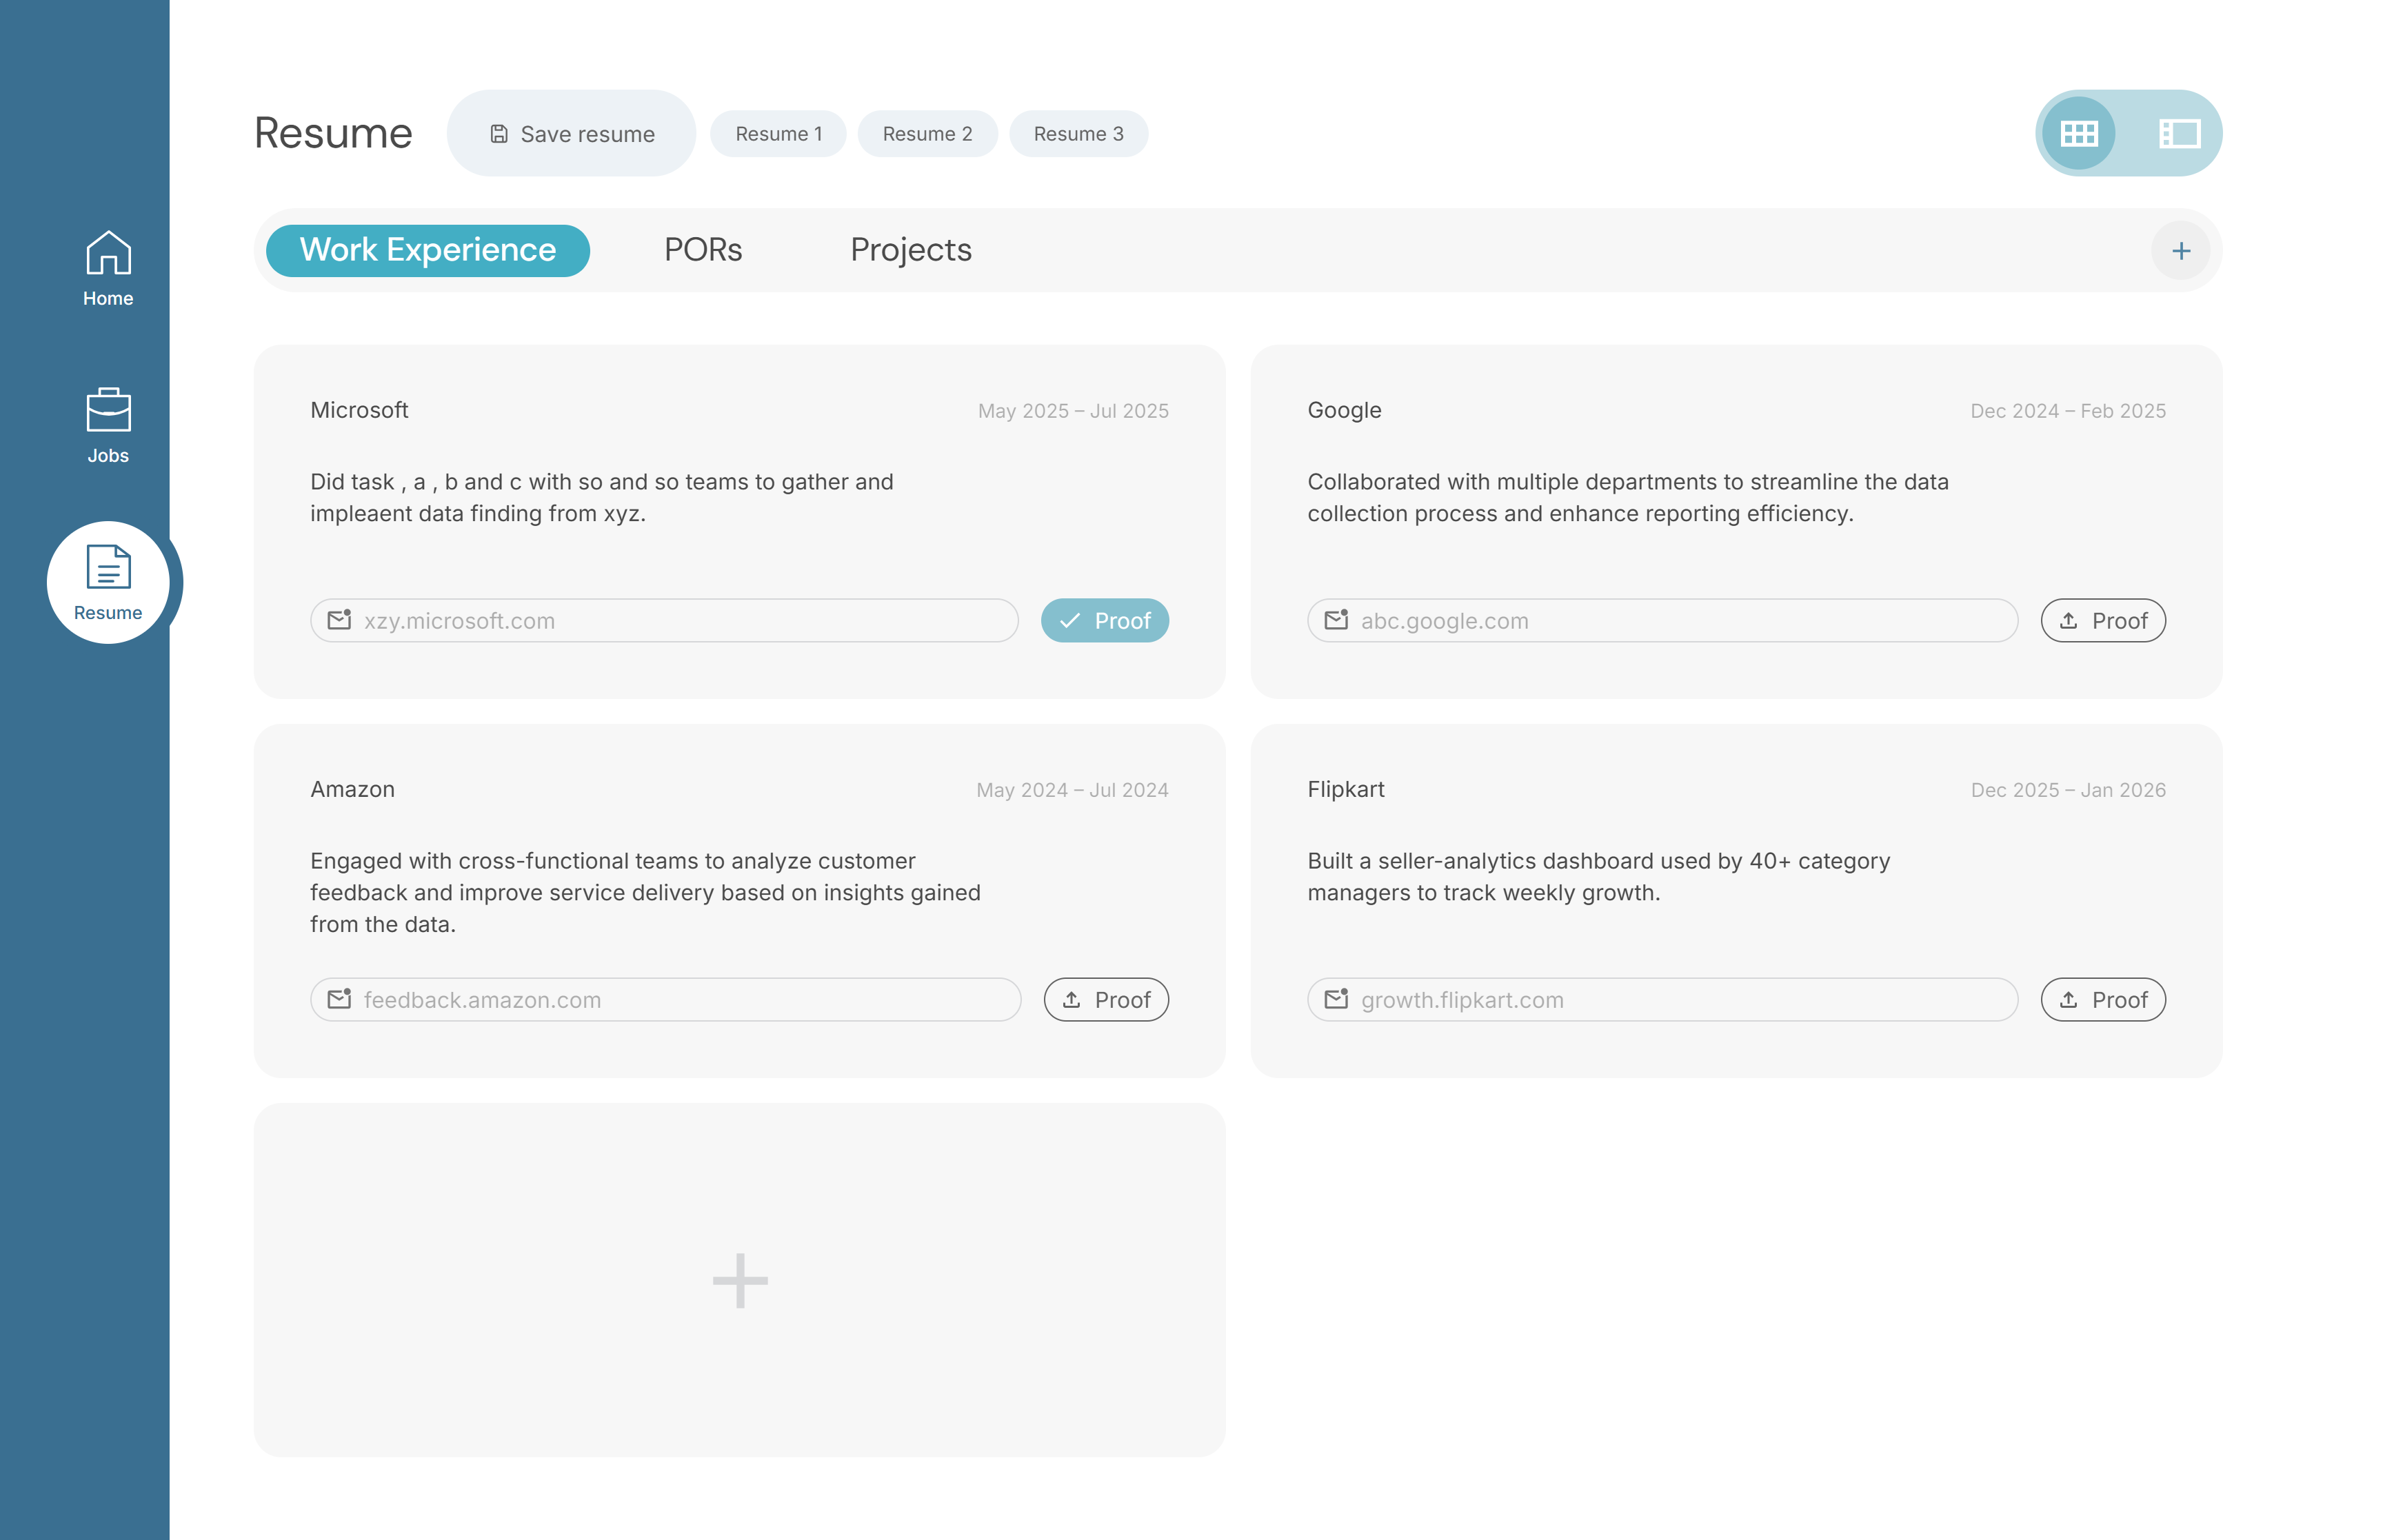 Resume
Save resume
Resume 1
Resume 2
Resume 3
Work Experience
PORs
Projects
Home
Jobs
Resume
Microsoft
May 2025 – Jul 2025
Did task , a , b and c with so and so teams to gather and
impleaent data finding from xyz.
xzy.microsoft.com
Proof
Google
Dec 2024 – Feb 2025
Collaborated with multiple departments to streamline the data
collection process and enhance reporting efficiency.
abc.google.com
Proof
Amazon
May 2024 – Jul 2024
Engaged with cross-functional teams to analyze customer
feedback and improve service delivery based on insights gained
from the data.
feedback.amazon.com
Proof
Flipkart
Dec 2025 – Jan 2026
Built a seller-analytics dashboard used by 40+ category
managers to track weekly growth.
growth.flipkart.com
Proof